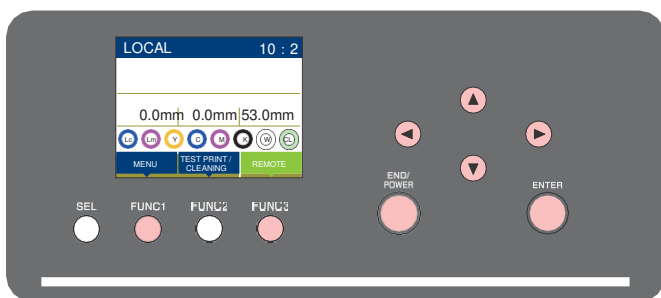 LOCAL 10 : 2
0.0mm 0.0mm 53.0mm
Lc Lm Y C M K W CL
MENU TEST PRINT / CLEANING REMOTE
END/
POWER
ENTER
SEL FUNC1 FUNC2 FUNC3